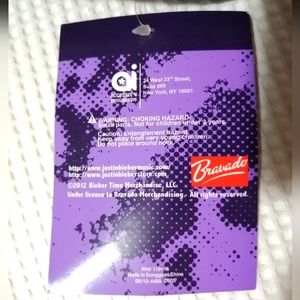 ai
accessory
innovations
34 West 33rd Street,
Suite 600
New York, NY 10001
WARNING: CHOKING HAZARD-
Small parts. Not for children under 3 years.
Caution: Entanglement hazard.
Keep away from very young children.
Do not place around neck.
http://www.justinbiebermusic.com/
http://www.justinbieberstore.com/
©2012 Bieber Time Merchandise, LLC.
Under license to Bravado Merchandising. All rights reserved.
Bravado
Made in Dongguan/China